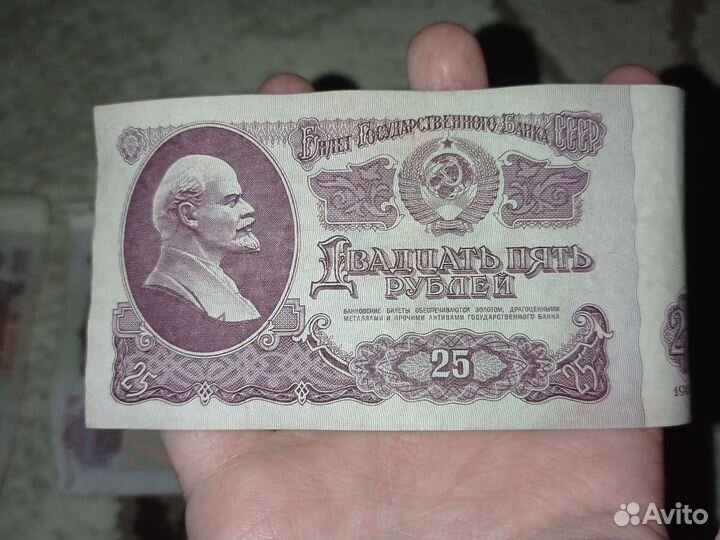 Билет Государственного Банка СССР
Двадцать пять
рублей
БАНКОВСКИЕ БИЛЕТЫ ОБЕСПЕЧИВАЮТСЯ ЗОЛОТОМ, ДРАГОЦЕННЫМИ
МЕТАЛЛАМИ И ПРОЧИМИ АКТИВАМИ ГОСУДАРСТВЕННОГО БАНКА
25 25 25
Avito